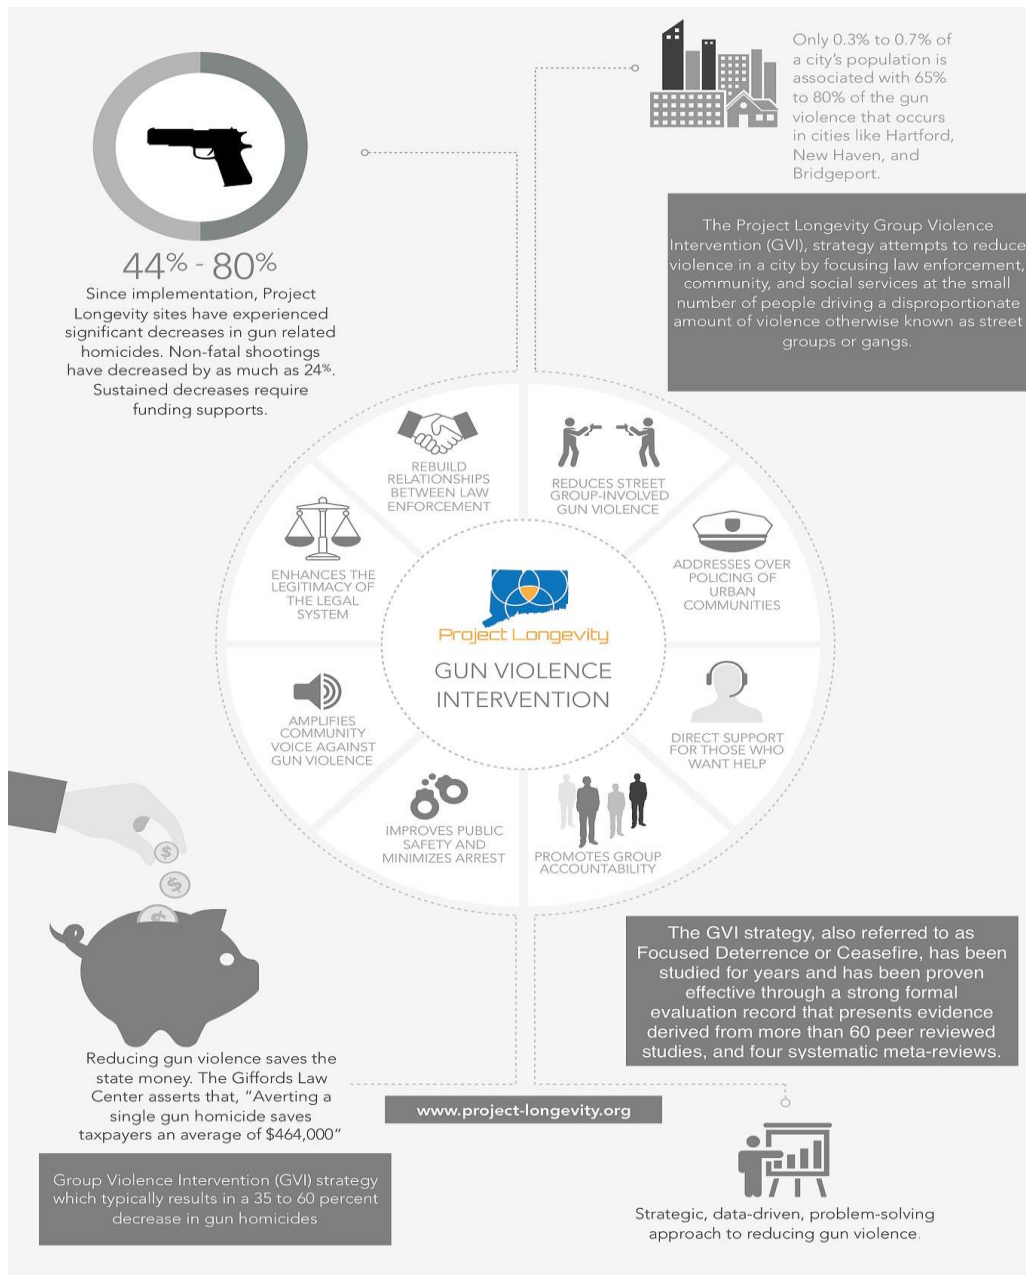 Only 0.3% to 0.7% of
a city's population is
associated with 65%
to 80% of the gun
violence that occurs
in cities like Hartford,
New Haven, and
Bridgeport.
The Project Longevity Group Violence
Intervention (GVI), strategy attempts to reduce
violence in a city by focusing law enforcement,
community, and social services at the small
number of people driving a disproportionate
amount of violence otherwise known as street
groups or gangs.
44% - 80%
Since implementation, Project
Longevity sites have experienced
significant decreases in gun related
homicides. Non-fatal shootings
have decreased by as much as 24%.
Sustained decreases require
funding supports.
REBUILD
RELATIONSHIPS
BETWEEN LAW
ENFORCEMENT
REDUCES STREET
GROUP-INVOLVED
GUN VIOLENCE
ENHANCES THE
LEGITIMACY OF
THE LEGAL
SYSTEM
ADDRESSES OVER
POLICING OF
URBAN
COMMUNITIES
Project Longevity
GUN VIOLENCE
INTERVENTION
AMPLIFIES
COMMUNITY
VOICE AGAINST
GUN VIOLENCE
DIRECT SUPPORT
FOR THOSE WHO
WANT HELP
IMPROVES PUBLIC
SAFETY AND
MINIMIZES ARREST
PROMOTES GROUP
ACCOUNTABILITY
$
$
$
Reducing gun violence saves the
state money. The Giffords Law
Center asserts that, "Averting a
single gun homicide saves
taxpayers an average of $464,000"
Group Violence Intervention (GVI) strategy
which typically results in a 35 to 60 percent
decrease in gun homicides
www.project-longevity.org
The GVI strategy, also referred to as
Focused Deterrence or Ceasefire, has been
studied for years and has been proven
effective through a strong formal
evaluation record that presents evidence
derived from more than 60 peer reviewed
studies, and four systematic meta-reviews.
Strategic, data-driven, problem-solving
approach to reducing gun violence.